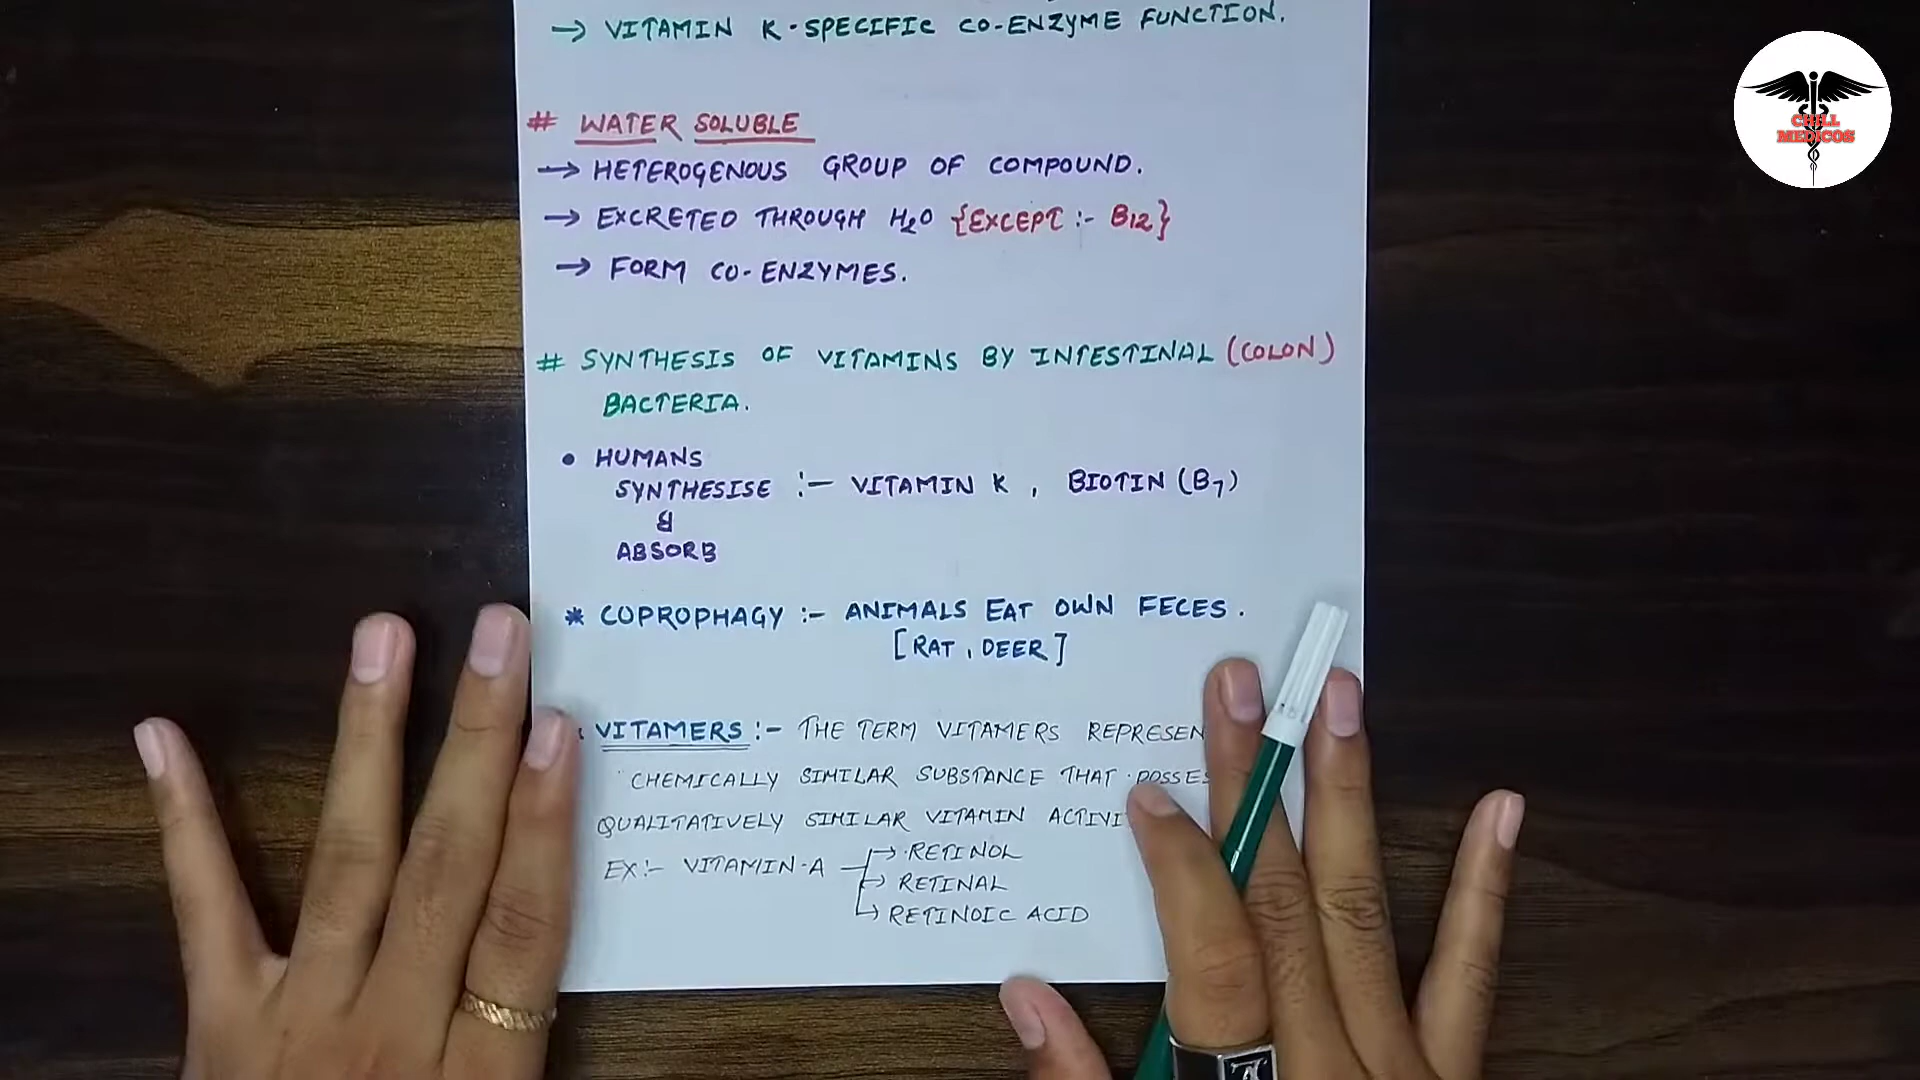 → VITAMIN K-SPECIFIC CO-ENZYME FUNCTION.
# WATER SOLUBLE
→ HETEROGENOUS GROUP OF COMPOUND.
→ EXCRETED THROUGH H2O {EXCEPT :- B12}
→ FORM CO-ENZYMES.
# SYNTHESIS OF VITAMINS BY INTESTINAL (COLON)
BACTERIA.
• HUMANS
SYNTHESISE :- VITAMIN K , BIOTIN (B7)
&
ABSORB
* COPROPHAGY :- ANIMALS EAT OWN FECES.
[RAT, DEER]
VITAMERS :- THE TERM VITAMERS REPRESEN
CHEMICALLY SIMILAR SUBSTANCE THAT POSSES
QUALITATIVELY SIMILAR VITAMIN ACTIVI
EX:- VITAMIN-A → RETINOL
→ RETINAL
→ RETINOIC ACID
CHILL
MEDICOS